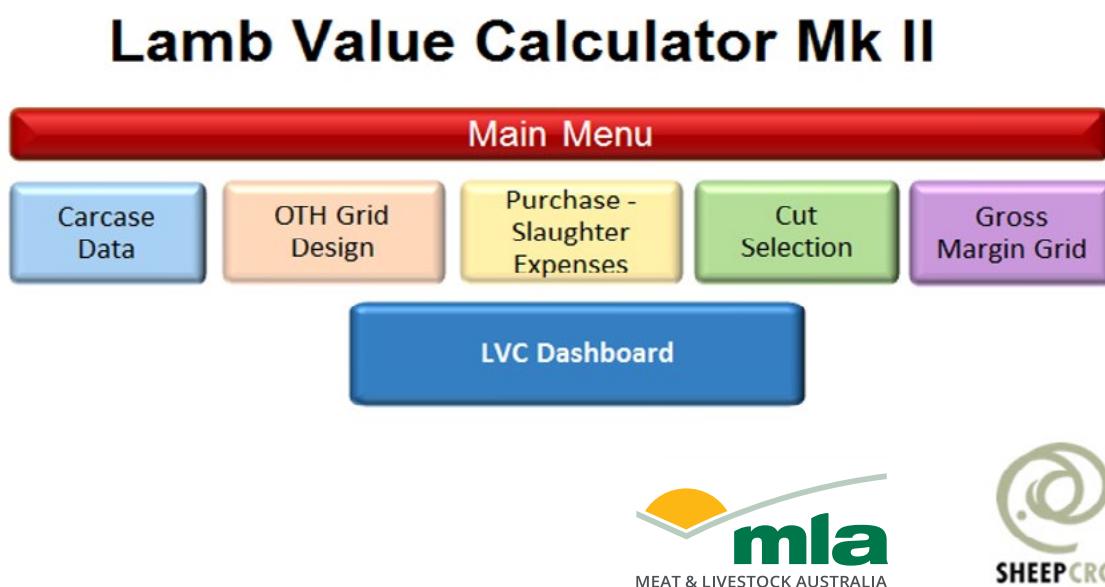 Lamb Value Calculator Mk II
Main Menu
Carcase
Data
OTH Grid
Design
Purchase -
Slaughter
Expenses
Cut
Selection
Gross
Margin Grid
LVC Dashboard
mla
MEAT & LIVESTOCK AUSTRALIA
SHEEPCR